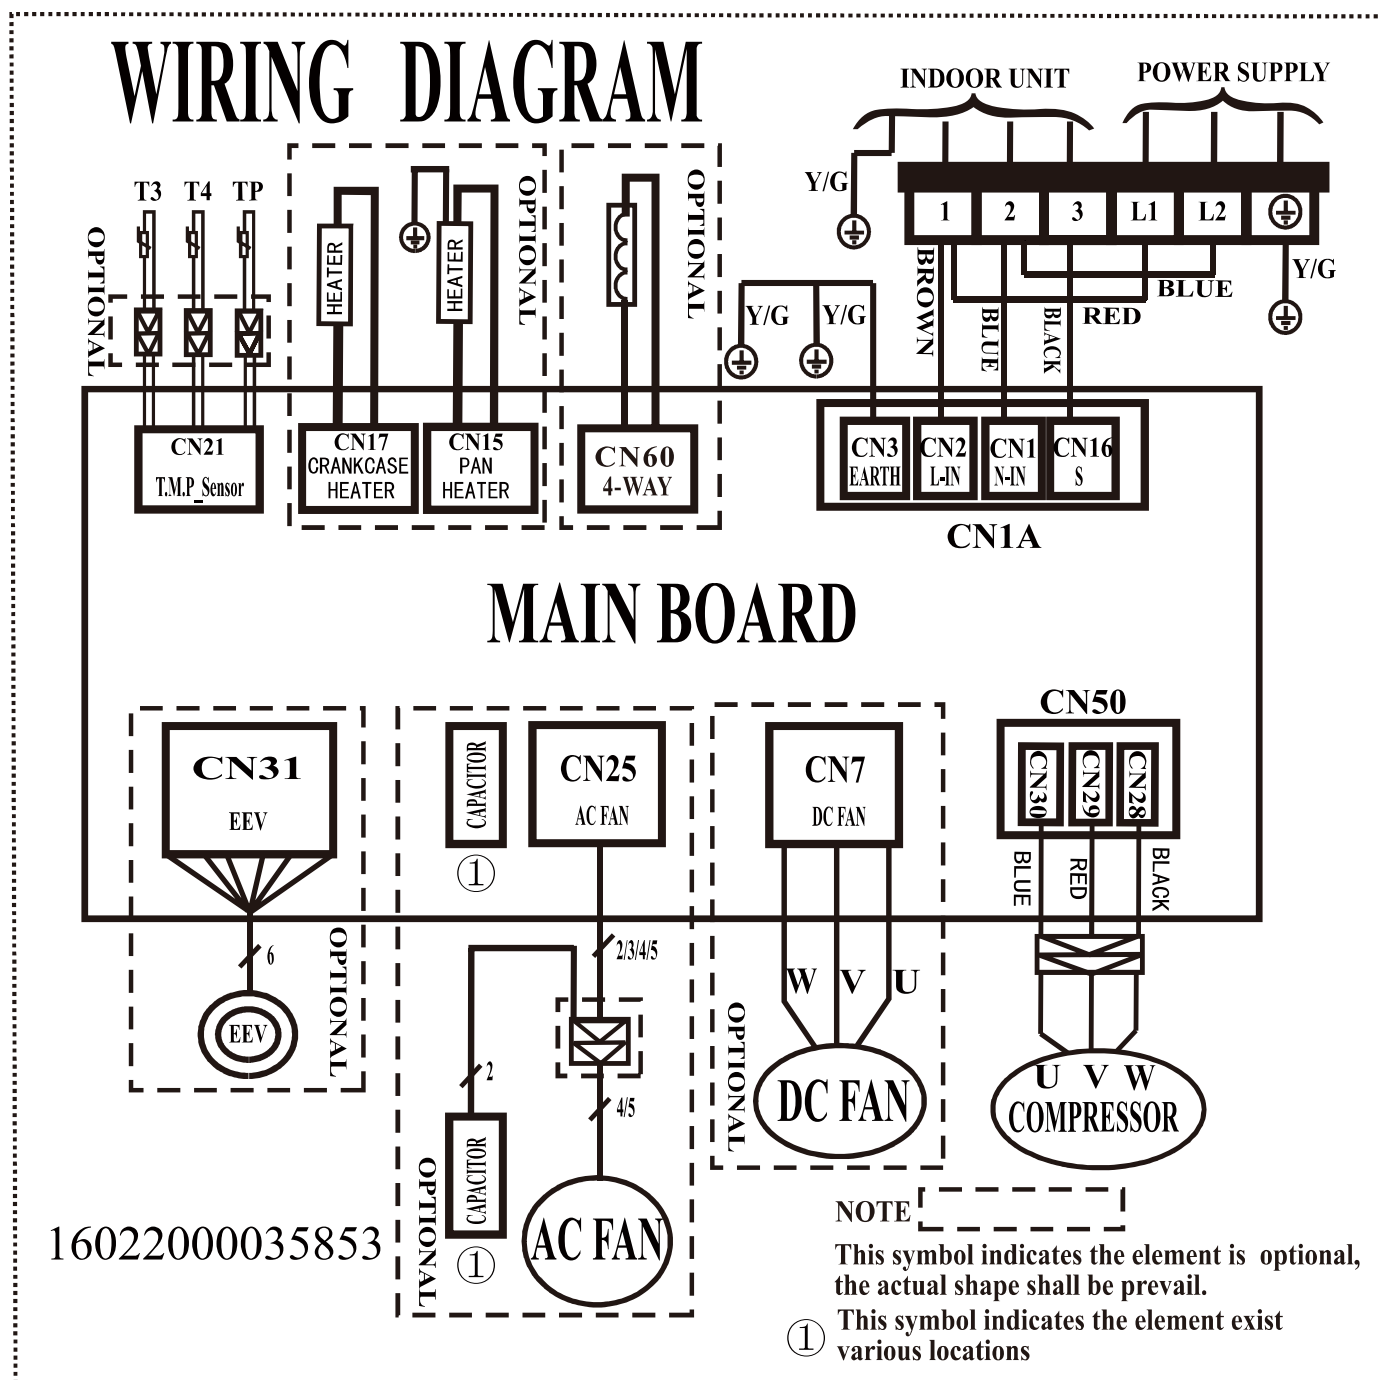 WIRING DIAGRAM
INDOOR UNIT
POWER SUPPLY
T3 T4 TP
OPTIONAL
HEATER
HEATER
OPTIONAL
OPTIONAL
Y/G
1 2 3 L1 L2
Y/G
Y/G Y/G
BROWN
BLUE
BLACK
RED
BLUE
CN21
T.M.P_Sensor
CN17
CRANKCASE
HEATER
CN15
PAN
HEATER
CN60
4-WAY
CN3
EARTH
CN2
L-IN
CN1
N-IN
CN16
S
CN1A
MAIN BOARD
CN31
EEV
6
EEV
OPTIONAL
CAPACITOR
①
CN25
AC FAN
2/3/4/5
2
4/5
CAPACITOR
①
AC FAN
OPTIONAL
CN7
DC FAN
W V U
DC FAN
OPTIONAL
CN50
CN30
CN29
CN28
BLUE
RED
BLACK
U V W
COMPRESSOR
16022000035853
NOTE
This symbol indicates the element is optional,
the actual shape shall be prevail.
① This symbol indicates the element exist
various locations